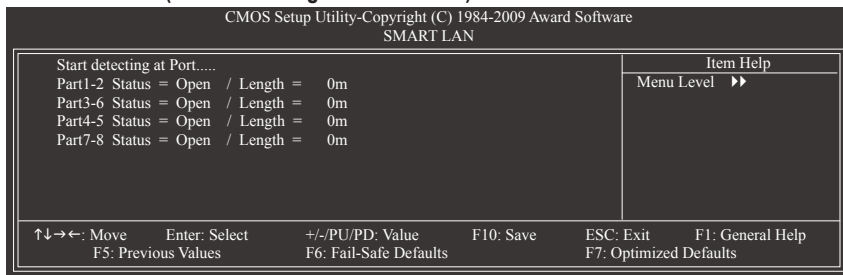 CMOS Setup Utility-Copyright (C) 1984-2009 Award Software
SMART LAN
Start detecting at Port.....
Part1-2 Status = Open / Length = 0m
Part3-6 Status = Open / Length = 0m
Part4-5 Status = Open / Length = 0m
Part7-8 Status = Open / Length = 0m
Item Help
Menu Level ▶▶
↑↓→←: Move Enter: Select +/-/PU/PD: Value F10: Save ESC: Exit F1: General Help
F5: Previous Values F6: Fail-Safe Defaults F7: Optimized Defaults